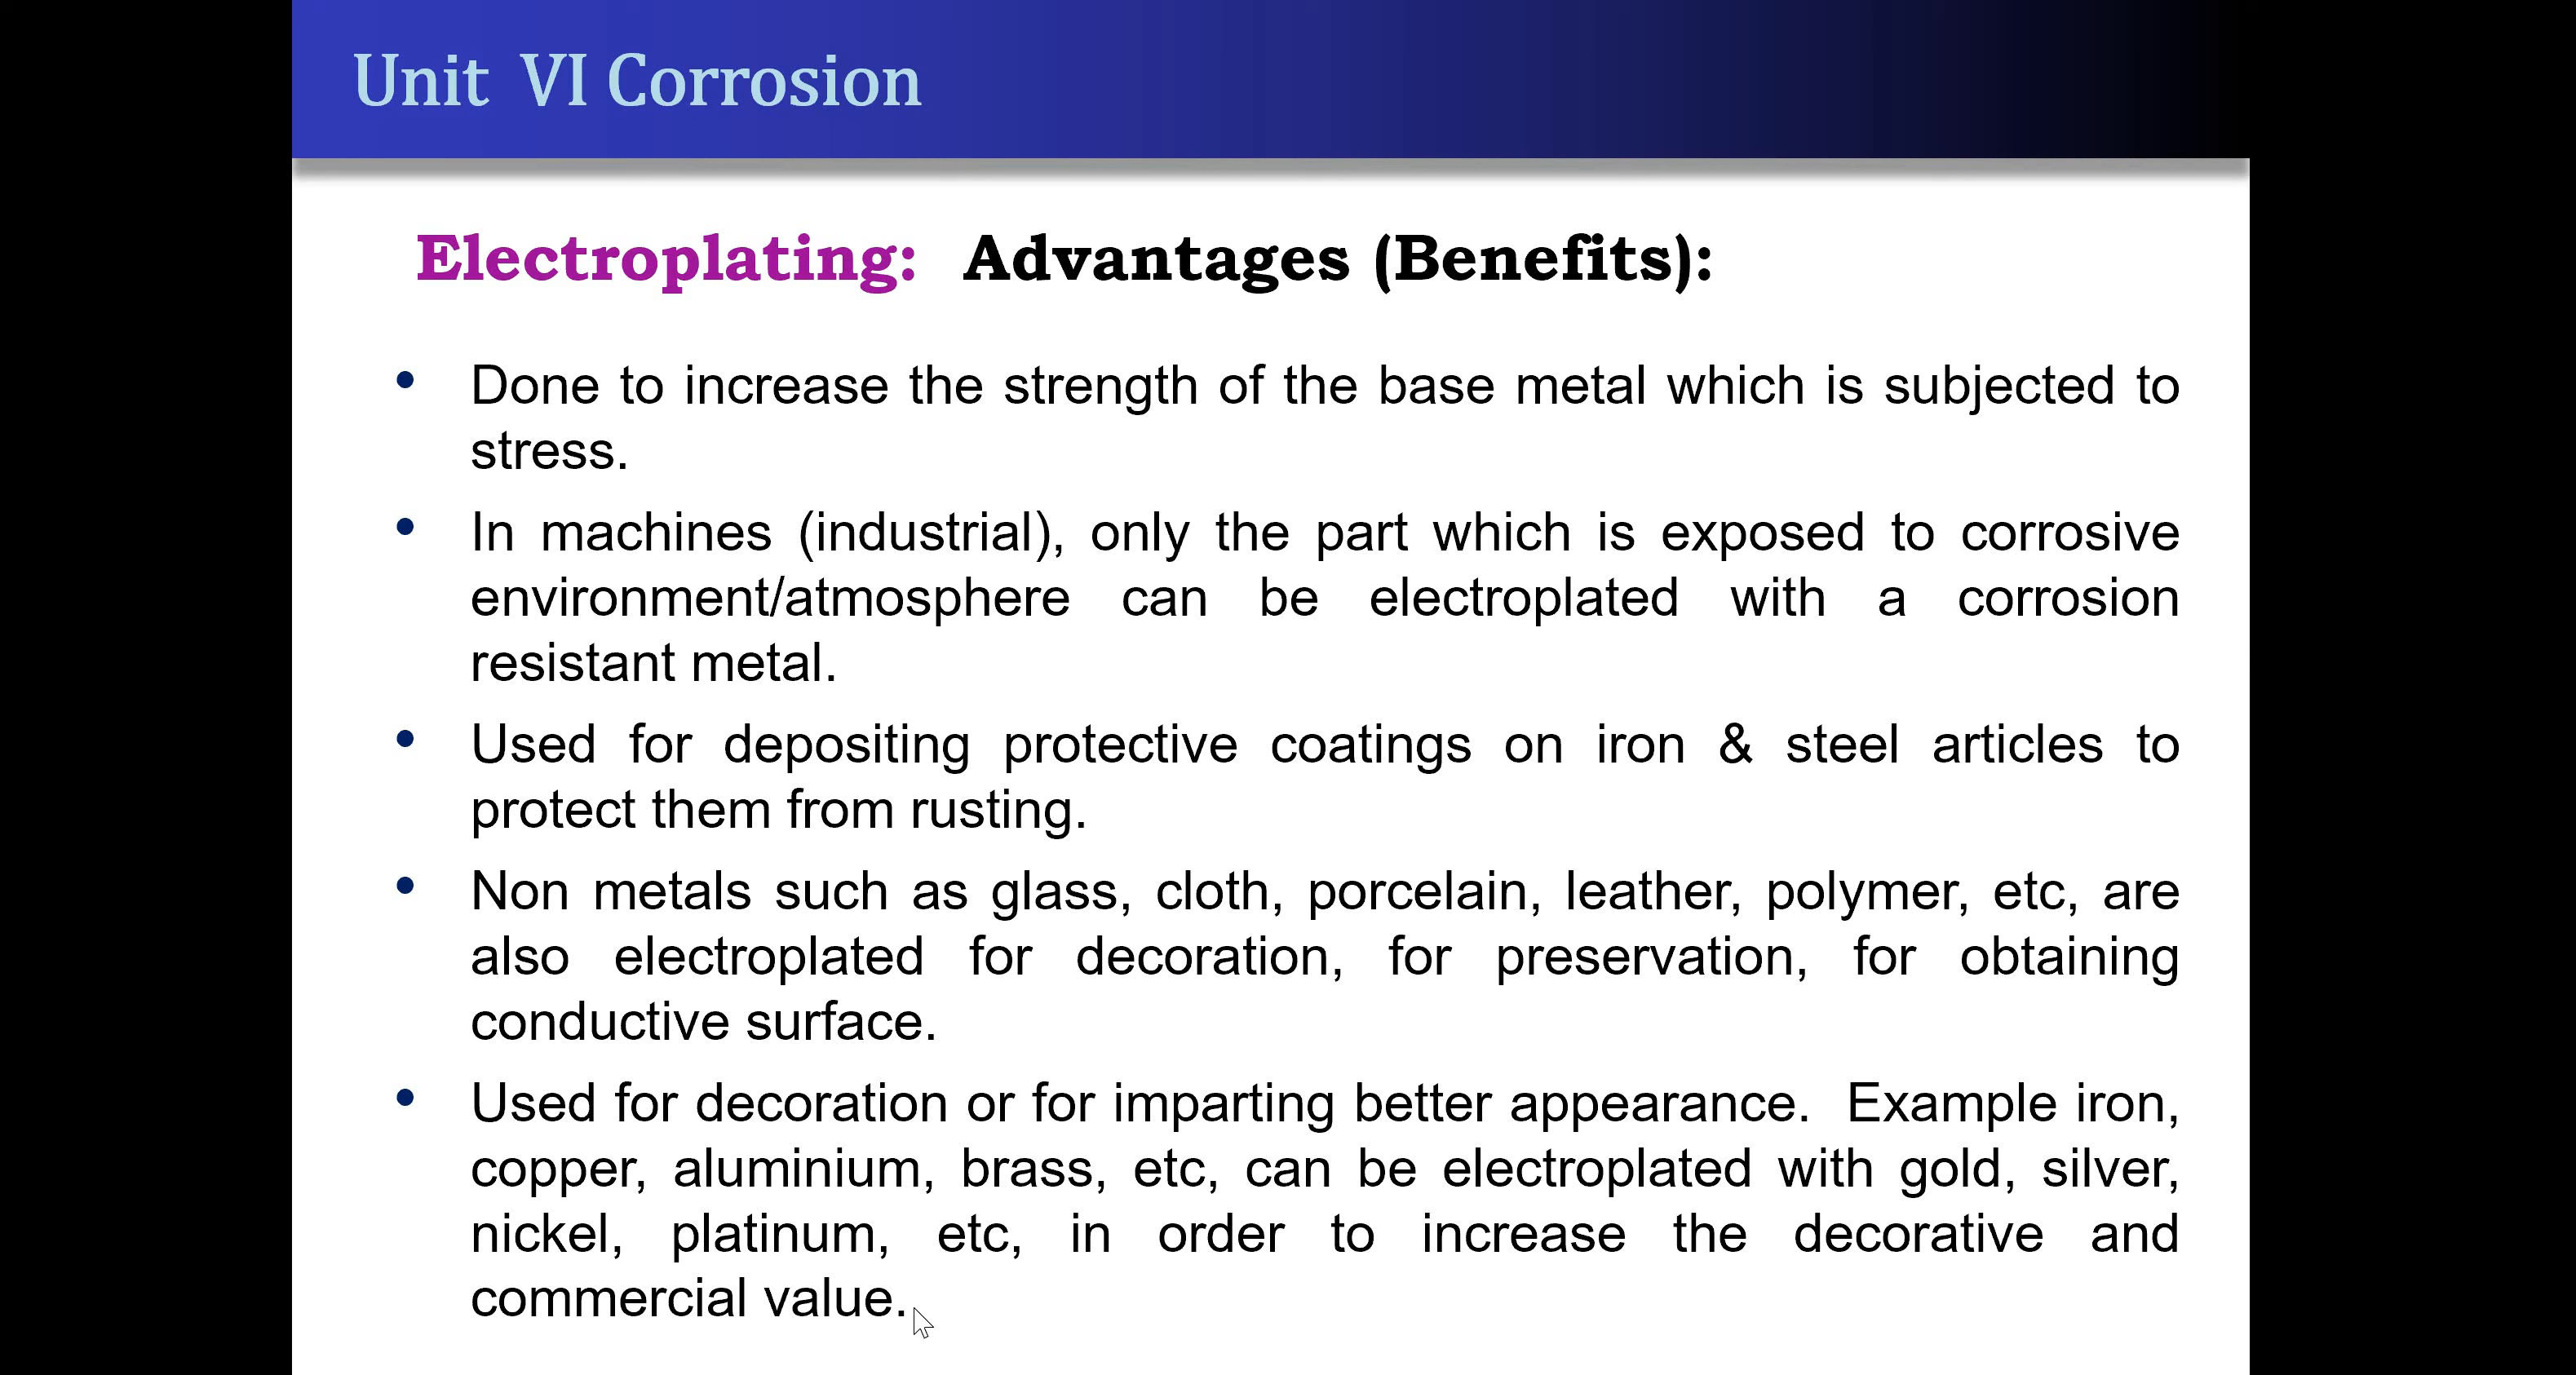 Unit VI Corrosion
Electroplating: Advantages (Benefits):
• Done to increase the strength of the base metal which is subjected to
stress.
• In machines (industrial), only the part which is exposed to corrosive
environment/atmosphere can be electroplated with a corrosion
resistant metal.
• Used for depositing protective coatings on iron & steel articles to
protect them from rusting.
• Non metals such as glass, cloth, porcelain, leather, polymer, etc, are
also electroplated for decoration, for preservation, for obtaining
conductive surface.
• Used for decoration or for imparting better appearance. Example iron,
copper, aluminium, brass, etc, can be electroplated with gold, silver,
nickel, platinum, etc, in order to increase the decorative and
commercial value.